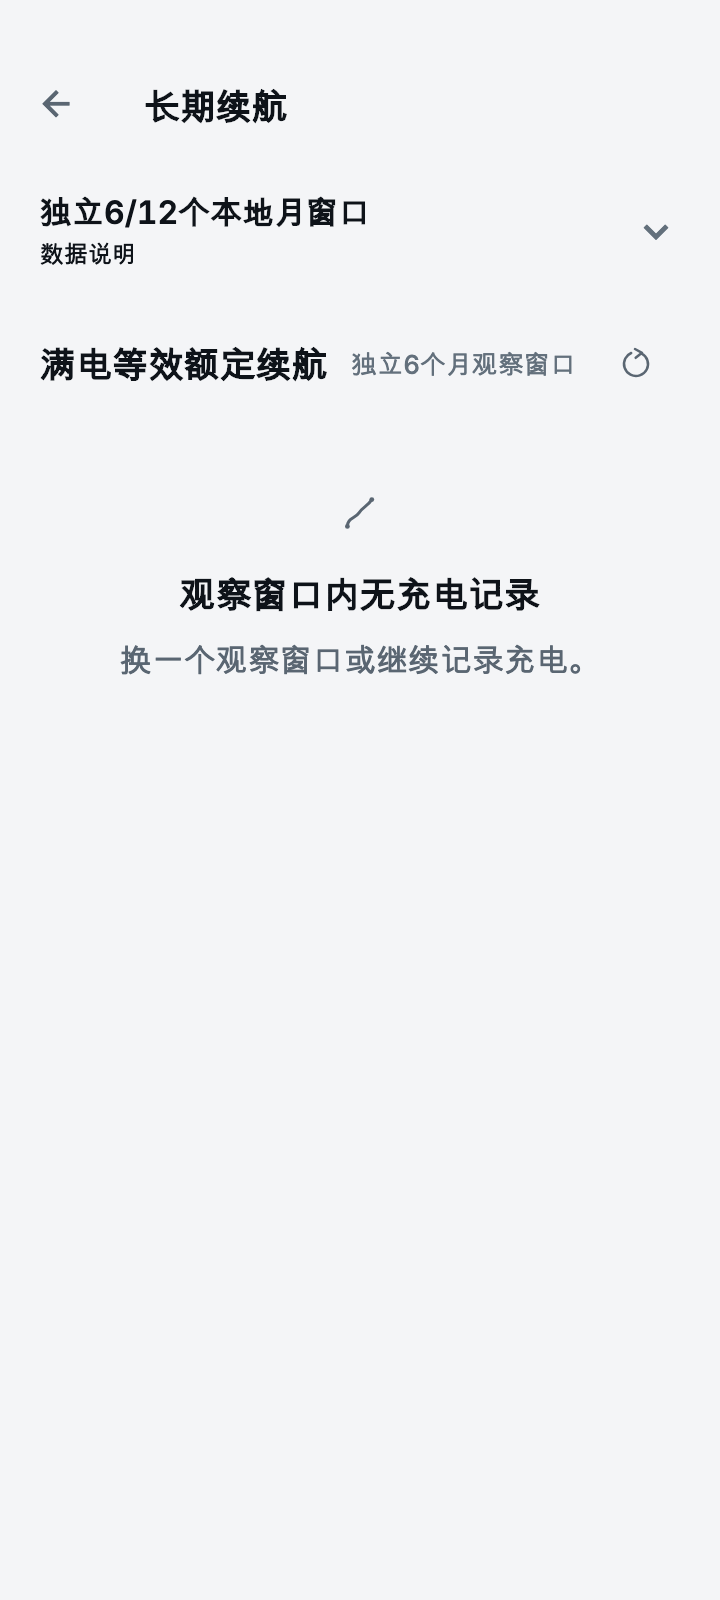 长期续航
独立6/12个本地月窗口
数据说明
满电等效额定续航 独立6个月观察窗口
观察窗口内无充电记录
换一个观察窗口或继续记录充电。